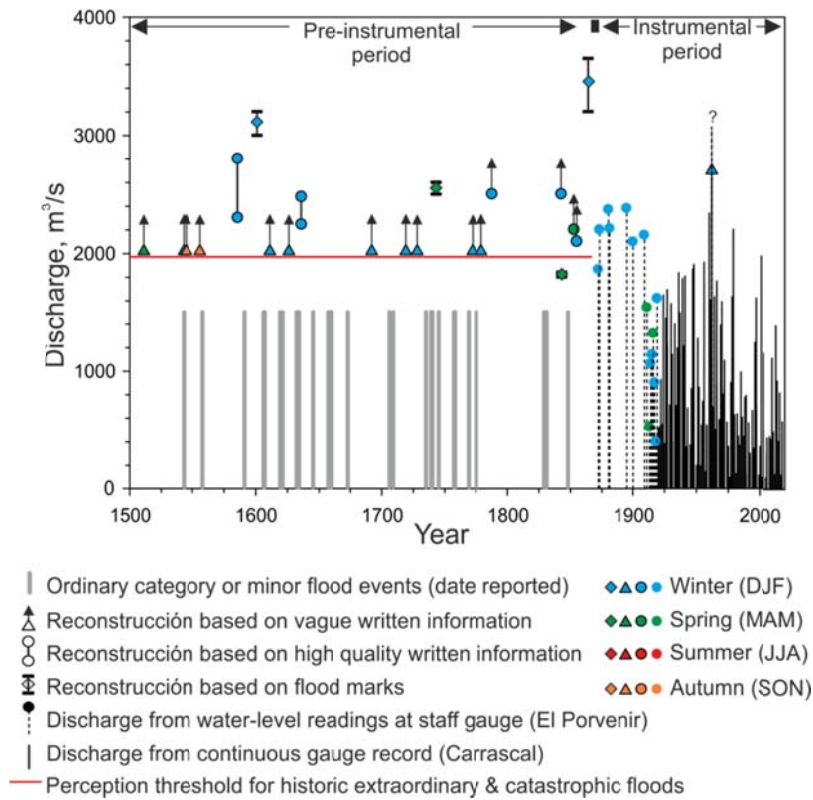 4000
Pre-instrumental period
Instrumental period
3000
?
2000
1000
0
Discharge, m³/s
1500 1600 1700 1800 1900 2000
Year
Ordinary category or minor flood events (date reported)
Reconstrucción based on vague written information
Reconstrucción based on high quality written information
Reconstrucción based on flood marks
Discharge from water-level readings at staff gauge (El Porvenir)
Discharge from continuous gauge record (Carrascal)
Perception threshold for historic extraordinary & catastrophic floods
Winter (DJF)
Spring (MAM)
Summer (JJA)
Autumn (SON)